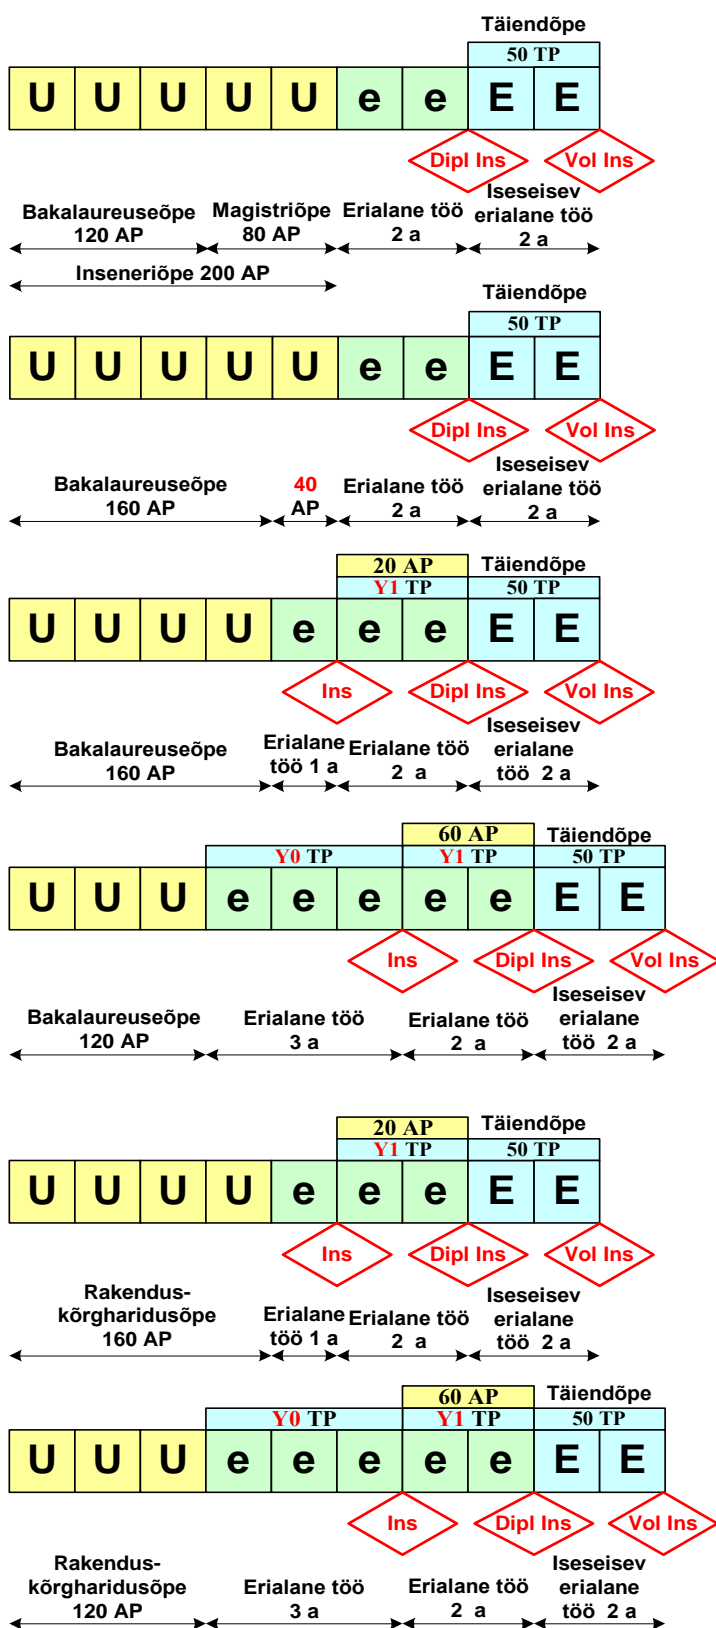 Täiendõpe
50 TP
U U U U U e e E E
Dipl Ins Vol Ins
Bakalaureuseõpe
120 AP
Magistriõpe
80 AP
Erialane töö
2 a
Iseseisev
erialane töö
2 a
Inseneriõpe 200 AP
Täiendõpe
50 TP
U U U U U e e E E
Dipl Ins Vol Ins
Bakalaureuseõpe
160 AP
40
AP
Erialane töö
2 a
Iseseisev
erialane töö
2 a
20 AP
Y1 TP
Täiendõpe
50 TP
U U U U e e e E E
Ins Dipl Ins Vol Ins
Bakalaureuseõpe
160 AP
Erialane
töö 1 a
Erialane töö
2 a
Iseseisev
erialane
töö 2 a
Y0 TP
60 AP
Y1 TP
Täiendõpe
50 TP
U U U e e e e e E E
Ins Dipl Ins Vol Ins
Bakalaureuseõpe
120 AP
Erialane töö
3 a
Erialane töö
2 a
Iseseisev
erialane
töö 2 a
20 AP
Y1 TP
Täiendõpe
50 TP
U U U U e e e E E
Ins Dipl Ins Vol Ins
Rakendus-
kõrgharidusõpe
160 AP
Erialane
töö 1 a
Erialane töö
2 a
Iseseisev
erialane
töö 2 a
Y0 TP
60 AP
Y1 TP
Täiendõpe
50 TP
U U U e e e e e E E
Ins Dipl Ins Vol Ins
Rakendus-
kõrgharidusõpe
120 AP
Erialane töö
3 a
Erialane töö
2 a
Iseseisev
erialane
töö 2 a